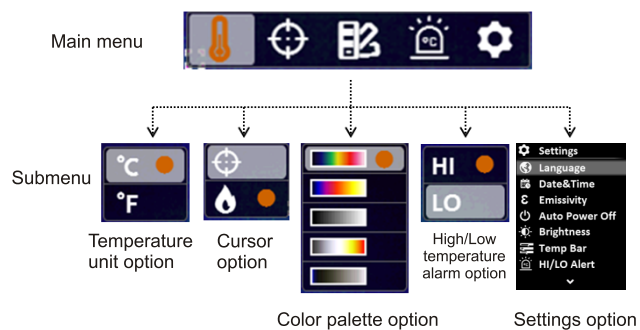 Main menu
°C
Submenu
°C
°F
HI
LO
Settings
Language
Date&Time
ε Emissivity
Auto Power Off
Brightness
Temp Bar
HI/LO Alert
Temperature
unit option
Cursor
option
High/Low
temperature
alarm option
Color palette option
Settings option